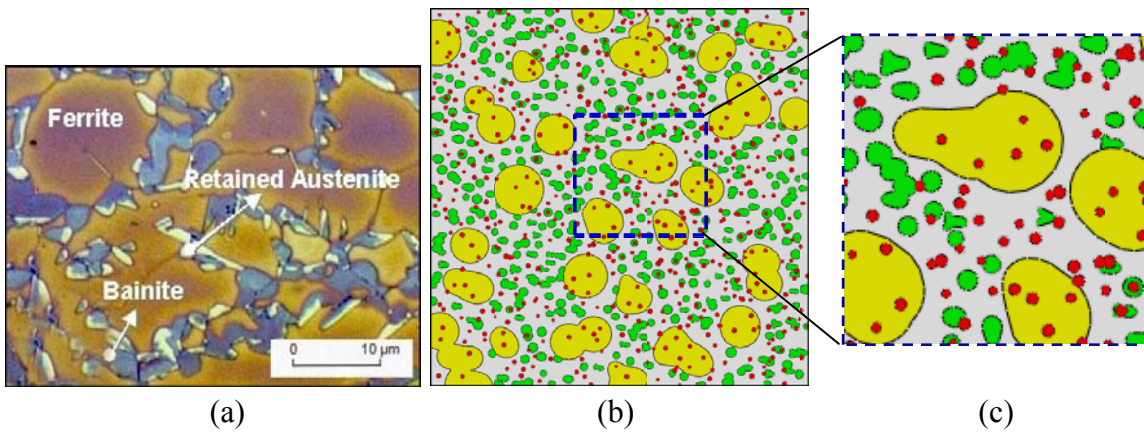 Ferrite
Retained Austenite
Bainite
0 10 μm
(a) (b) (c)